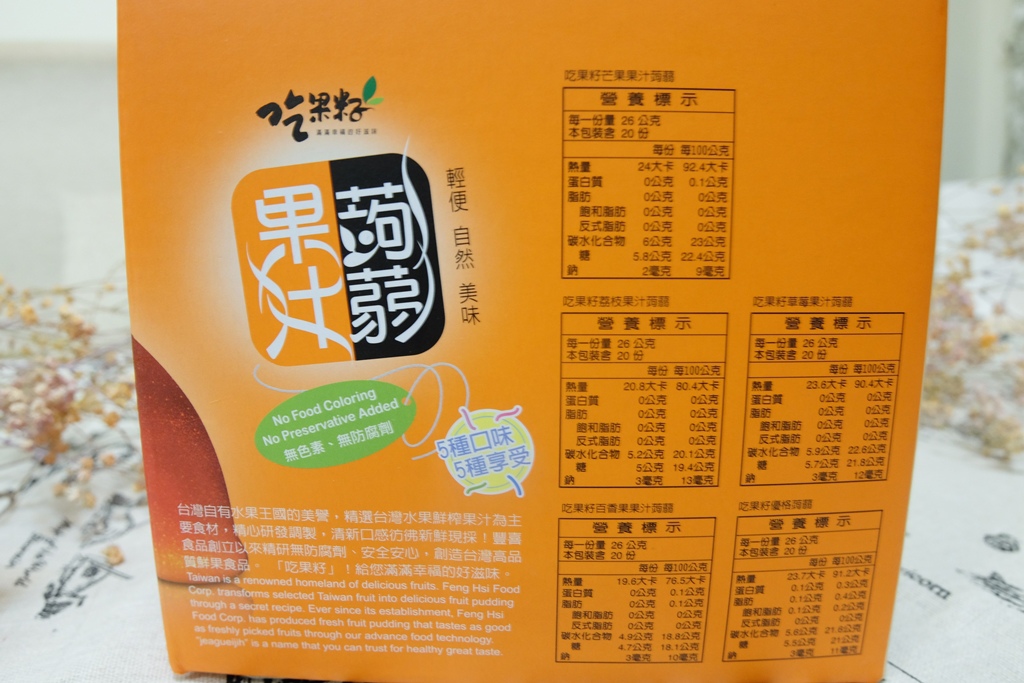 吃果籽
滿滿幸福的好滋味
果汁
蒟蒻
輕便 自然 美味
No Food Coloring
No Preservative Added
無色素、無防腐劑
5種口味
5種享受
台灣自有水果王國的美譽，精選台灣水果鮮榨果汁為主
要食材，精心研發調製，清新口感彷彿新鮮現採！豐喜
食品創立以來精研無防腐劑、安全安心，創造台灣高品
質鮮果食品。「吃果籽」！給您滿滿幸福的好滋味。
Taiwan is a renowned homeland of delicious fruits. Feng Hsi Food
Corp. transforms selected Taiwan fruit into delicious fruit pudding
through a secret recipe. Ever since its establishment, Feng Hsi
Food Corp. has produced fresh fruit pudding that tastes as good
as freshly picked fruits through our advance food technology.
"jeagueijih" is a name that you can trust for healthy great taste.
吃果籽芒果果汁蒟蒻
營養標示
每一份量 26 公克
本包裝含 20 份
每份 每100公克
熱量 24大卡 92.4大卡
蛋白質 0公克 0.1公克
脂肪 0公克 0公克
飽和脂肪 0公克 0公克
反式脂肪 0公克 0公克
碳水化合物 6公克 23公克
糖 5.8公克 22.4公克
鈉 2毫克 9毫克
吃果籽荔枝果汁蒟蒻
營養標示
每一份量 26 公克
本包裝含 20 份
每份 每100公克
熱量 20.8大卡 80.4大卡
蛋白質 0公克 0公克
脂肪 0公克 0公克
飽和脂肪 0公克 0公克
反式脂肪 0公克 0公克
碳水化合物 5.2公克 20.1公克
糖 5公克 19.4公克
鈉 3毫克 13毫克
吃果籽草莓果汁蒟蒻
營養標示
每一份量 26 公克
本包裝含 20 份
每份 每100公克
熱量 23.6大卡 90.4大卡
蛋白質 0公克 0公克
脂肪 0公克 0公克
飽和脂肪 0公克 0公克
反式脂肪 0公克 0公克
碳水化合物 5.9公克 22.6公克
糖 5.7公克 21.8公克
鈉 3毫克 12毫克
吃果籽百香果果汁蒟蒻
營養標示
每一份量 26 公克
本包裝含 20 份
每份 每100公克
熱量 19.6大卡 76.5大卡
蛋白質 0公克 0.1公克
脂肪 0公克 0.1公克
飽和脂肪 0公克 0公克
反式脂肪 0公克 0公克
碳水化合物 4.9公克 18.8公克
糖 4.7公克 18.1公克
鈉 3毫克 10毫克
吃果籽優格蒟蒻
營養標示
每一份量 26 公克
本包裝含 20 份
每份 每100公克
熱量 23.7大卡 91.2大卡
蛋白質 0.1公克 0.3公克
脂肪 0.1公克 0.4公克
飽和脂肪 0.1公克 0.2公克
反式脂肪 0公克 0公克
碳水化合物 5.6公克 21.8公克
糖 5.5公克 21公克
鈉 3毫克 11毫克